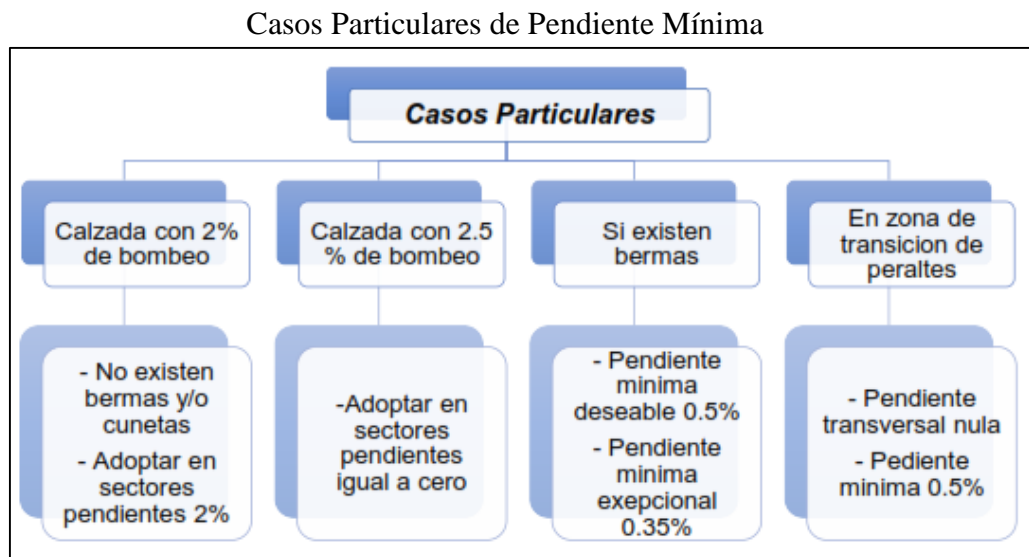 Casos Particulares de Pendiente Mínima
Casos Particulares
Calzada con 2%
de bombeo
- No existen
bermas y/o
cunetas
- Adoptar en
sectores
pendientes 2%
Calzada con 2.5
% de bombeo
-Adoptar en
sectores
pendientes
igual a cero
Si existen
bermas
- Pendiente
minima
deseable 0.5%
- Pendiente
minima
exepcional
0.35%
En zona de
transicion de
peraltes
- Pendiente
transversal nula
- Pediente
minima 0.5%